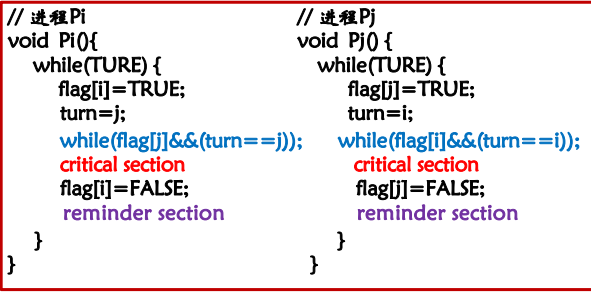 // 进程Pi
void Pi(){
while(TURE) {
flag[i]=TRUE;
turn=j;
while(flag[j]&&(turn==j));
critical section
flag[i]=FALSE;
reminder section
}
}
// 进程Pj
void Pj() {
while(TURE) {
flag[j]=TRUE;
turn=i;
while(flag[i]&&(turn==i));
critical section
flag[j]=FALSE;
reminder section
}
}